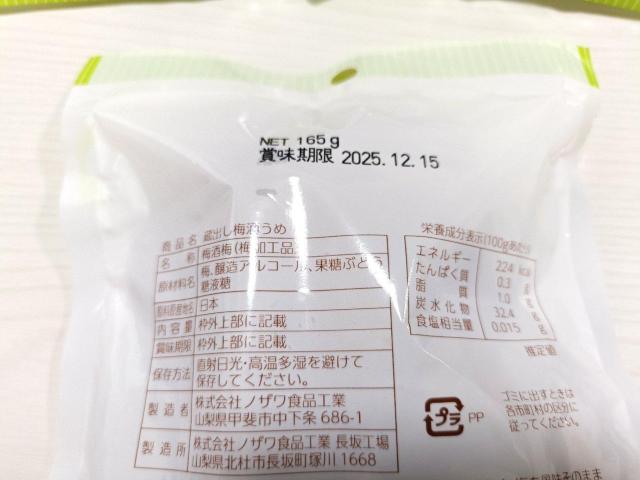 NET 165g
賞味期限 2025.12.15
商品名 蔵出し梅酒うめ
名称 梅酒梅(梅加工品)
原材料名 梅、醸造アルコール、果糖ぶどう
糖液糖
原料原産地名 日本
内容量 枠外上部に記載
賞味期限 枠外上部に記載
保存方法 直射日光・高温多湿を避けて
保存してください。
製造者 株式会社ノザワ食品工業
山梨県甲斐市中下条 686-1
製造所 株式会社ノザワ食品工業 長坂工場
山梨県北杜市長坂町塚川 1668
栄養成分表示(100gあたり)
エネルギー 224 kcal
たんぱく質 0.3 g
脂質 1.0 g
炭水化物 32.4 g
食塩相当量 0.015 g
推定値
プラ PP
ゴミに出すときは
各市町村の区分に
従ってください。